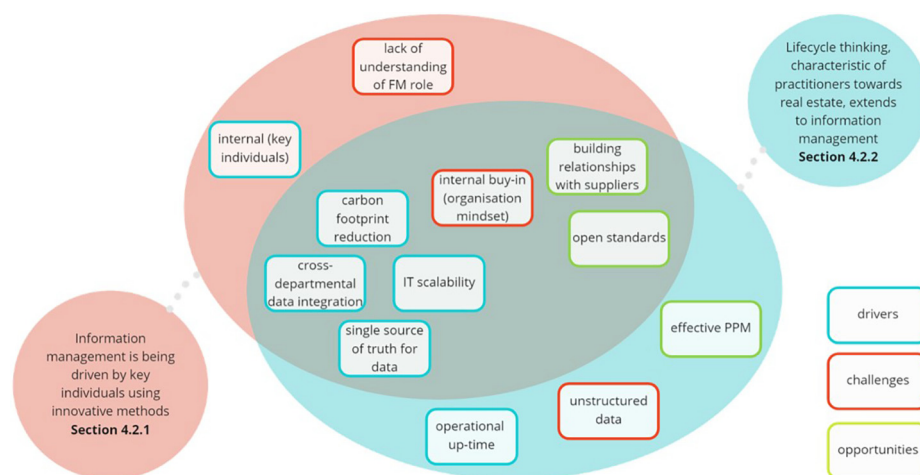 lack of
understanding
of FM role
Lifecycle thinking,
characteristic of
practitioners towards
real estate, extends
to information
management
Section 4.2.2
internal (key
individuals)
building
relationships
with suppliers
internal buy-in
(organisation
mindset)
carbon
footprint
reduction
open standards
cross-
departmental
data integration
IT scalability
single source
of truth for
data
effective PPM
Information
management is being
driven by key
individuals using
innovative methods
Section 4.2.1
unstructured
data
operational
up-time
drivers
challenges
opportunities